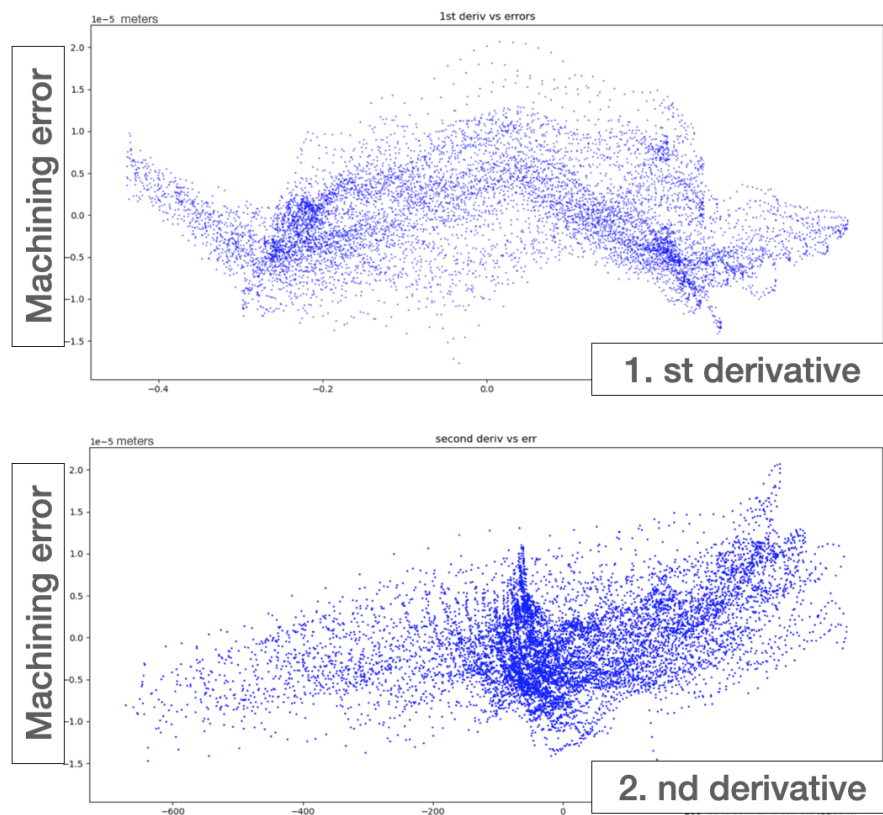 1e−5 meters
1st deriv vs errors
Machining error
2.0
1.5
1.0
0.5
0.0
−0.5
−1.0
−1.5
−0.4
−0.2
0.0
1. st derivative
1e−5 meters
second deriv vs err
Machining error
2.0
1.5
1.0
0.5
0.0
−0.5
−1.0
−1.5
−600
−400
−200
0
2. nd derivative